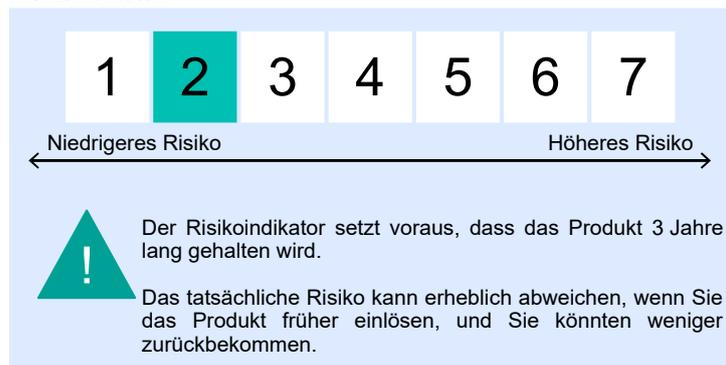 1 2 3 4 5 6 7
Niedrigeres Risiko Höheres Risiko
!
Der Risikoindikator setzt voraus, dass das Produkt 3 Jahre
lang gehalten wird.
Das tatsächliche Risiko kann erheblich abweichen, wenn Sie
das Produkt früher einlösen, und Sie könnten weniger
zurückbekommen.